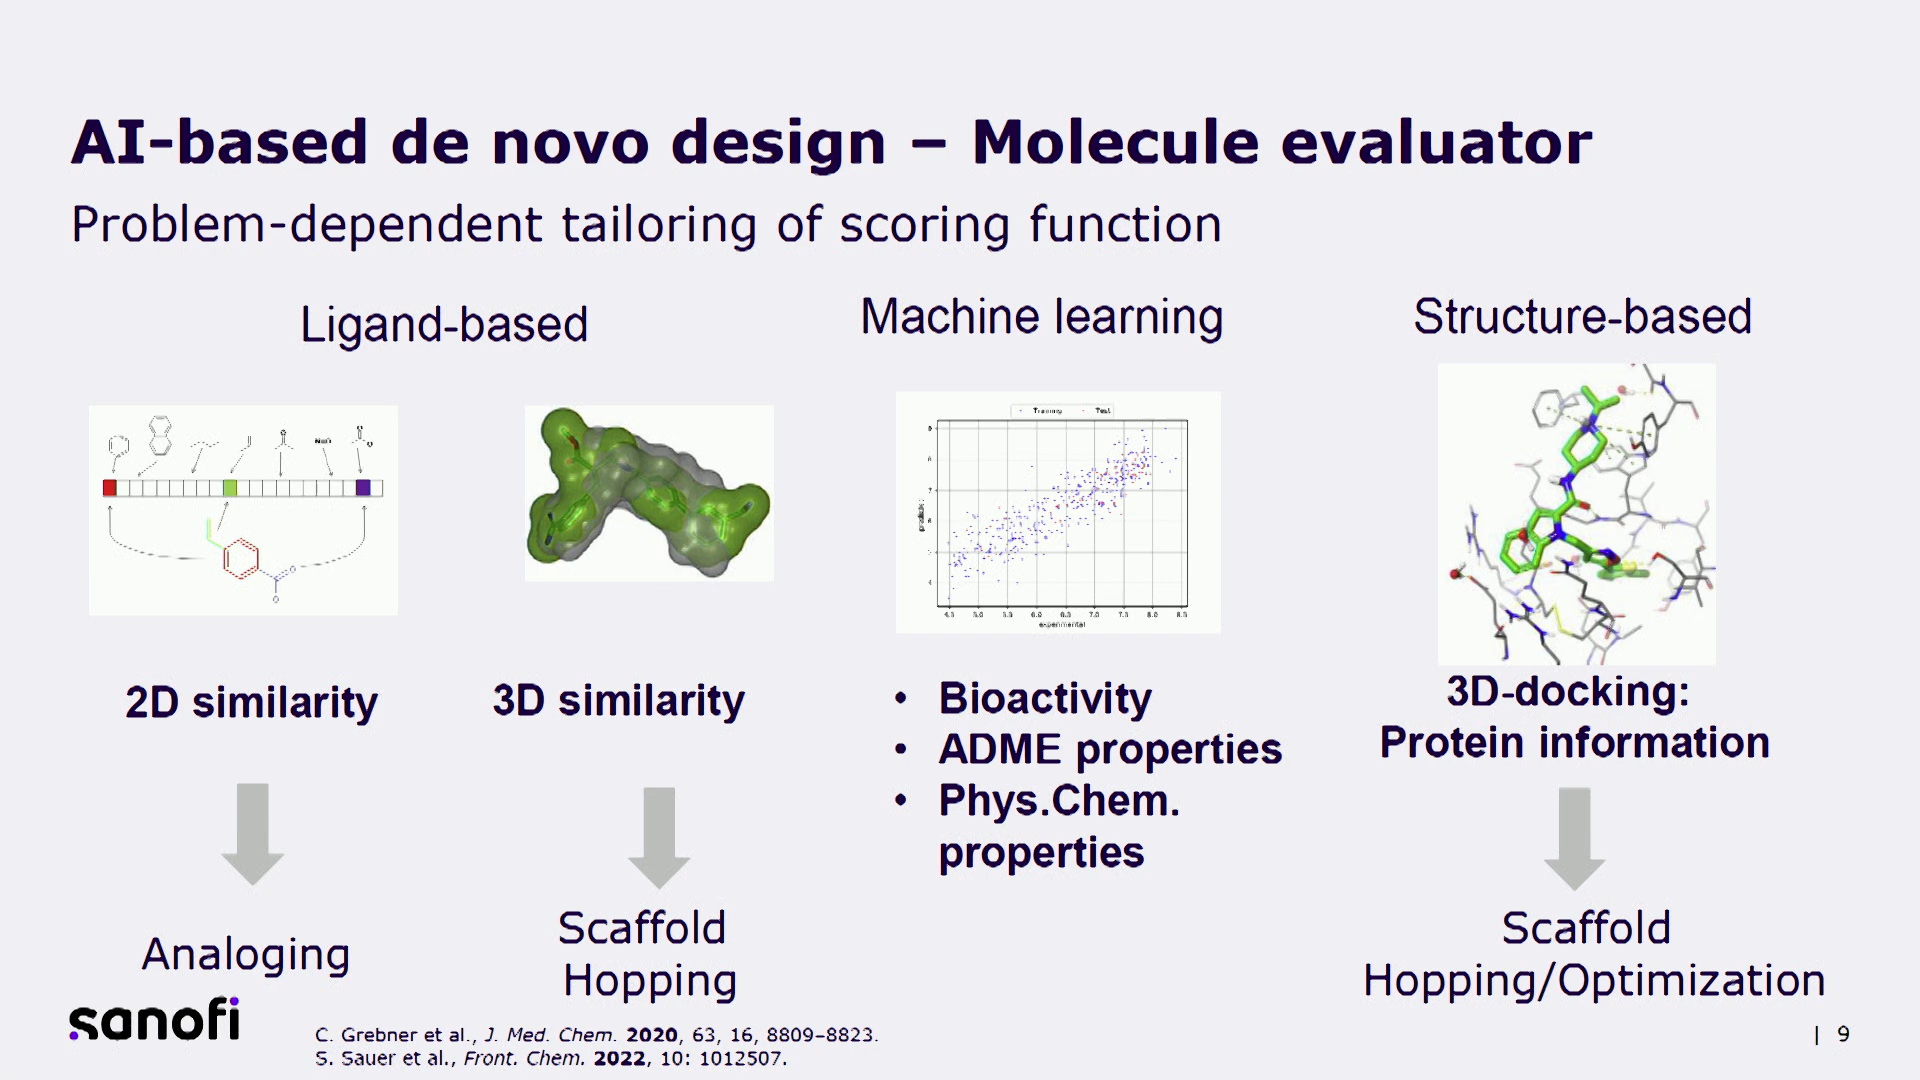 AI-based de novo design – Molecule evaluator
Problem-dependent tailoring of scoring function
Ligand-based
Machine learning
Structure-based
Training
Test
experimental
2D similarity
3D similarity
• Bioactivity
• ADME properties
• Phys.Chem.
properties
3D-docking:
Protein information
Analoging
Scaffold
Hopping
Scaffold
Hopping/Optimization
sanofi
C. Grebner et al., J. Med. Chem. 2020, 63, 16, 8809–8823.
S. Sauer et al., Front. Chem. 2022, 10: 1012507.
| 9